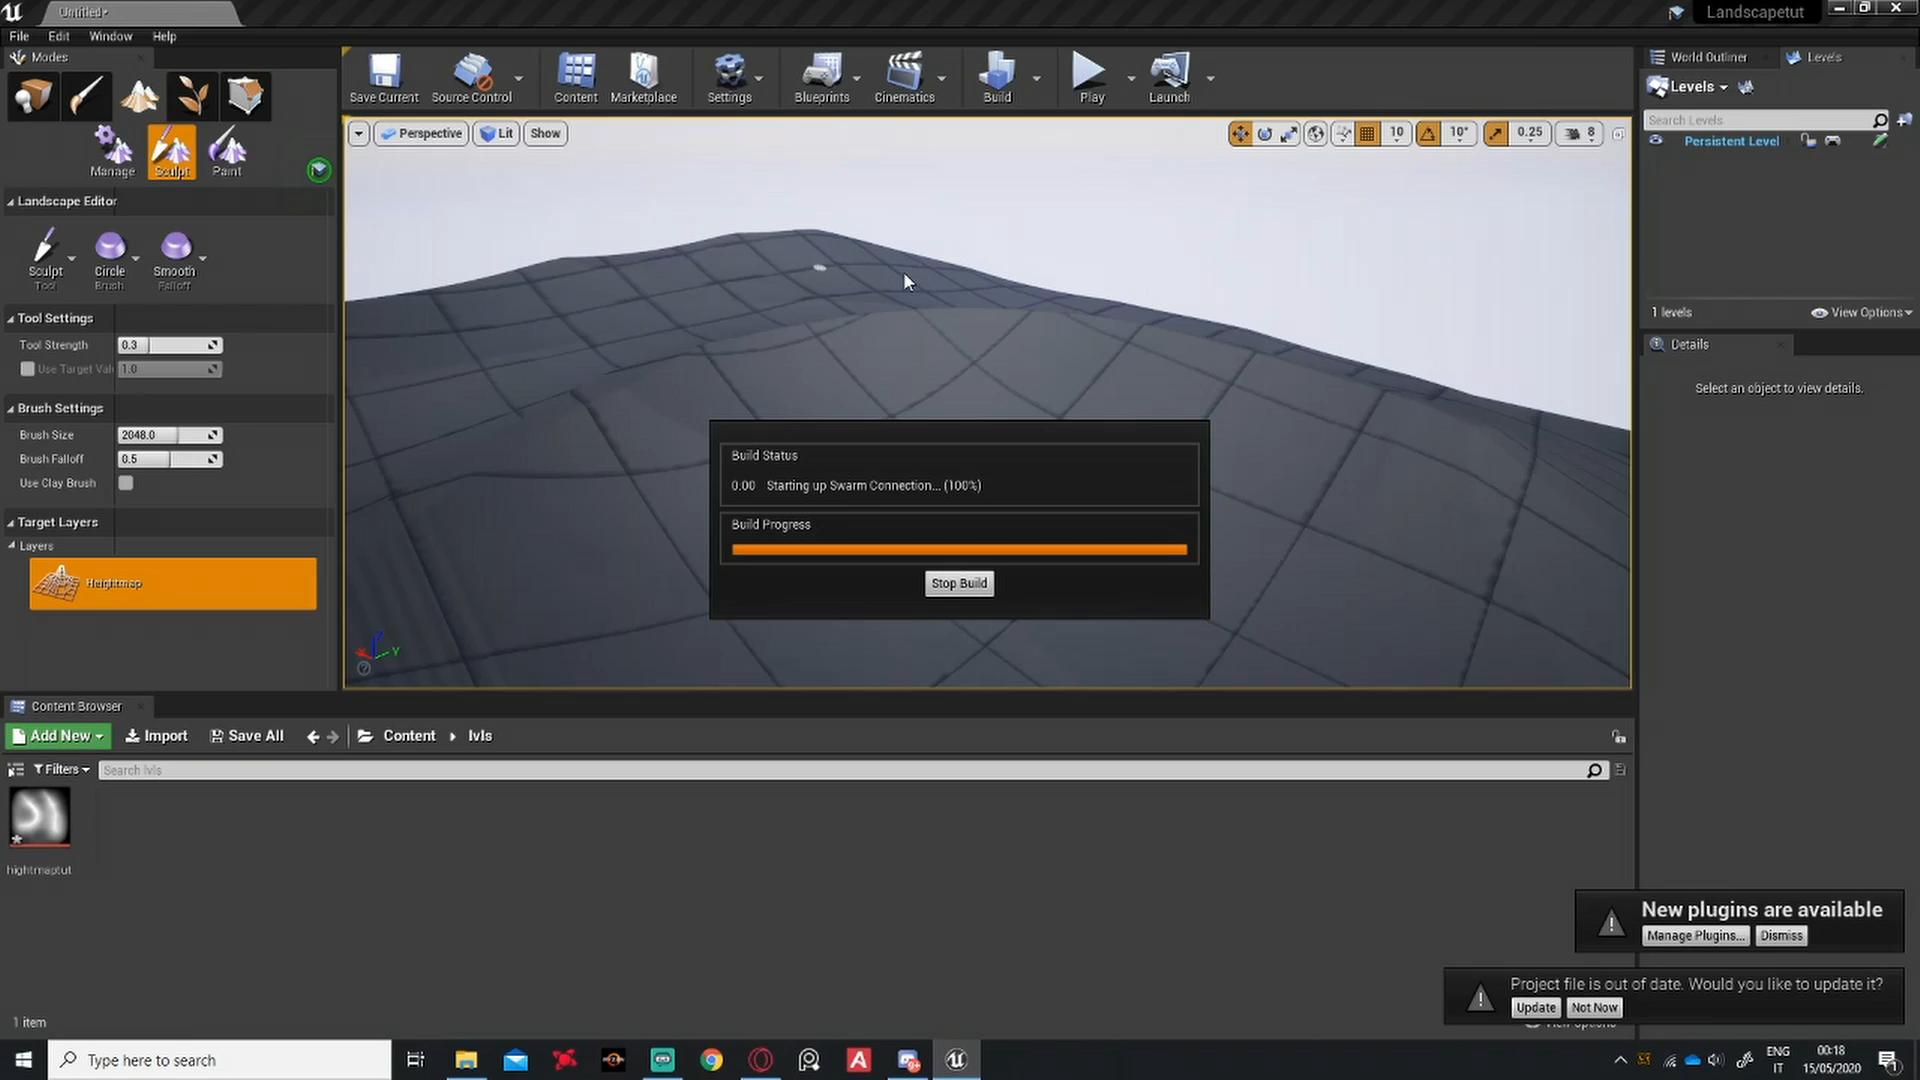 Untitled*
Landscapetut
File Edit Window Help
Modes
Save Current
Source Control
Content
Marketplace
Settings
Blueprints
Cinematics
Build
Play
Launch
World Outliner
Levels
Levels
Search Levels
Persistent Level
1 levels
View Options
Details
Select an object to view details.
Manage
Sculpt
Paint
Landscape Editor
Sculpt
Tool
Circle
Brush
Smooth
Falloff
Tool Settings
Tool Strength 0.3
Use Target Val 1.0
Brush Settings
Brush Size 2048.0
Brush Falloff 0.5
Use Clay Brush
Target Layers
Layers
Heightmap
Perspective Lit Show
10 10° 0.25 8
Build Status
0.00 Starting up Swarm Connection... (100%)
Build Progress
Stop Build
Y
Content Browser
Add New Import Save All Content lvls
Filters Search lvls
hightmaptut
1 item
New plugins are available
Manage Plugins... Dismiss
Project file is out of date. Would you like to update it?
Update Not Now
View Options
Type here to search
ENG
IT
00:18
15/05/2020